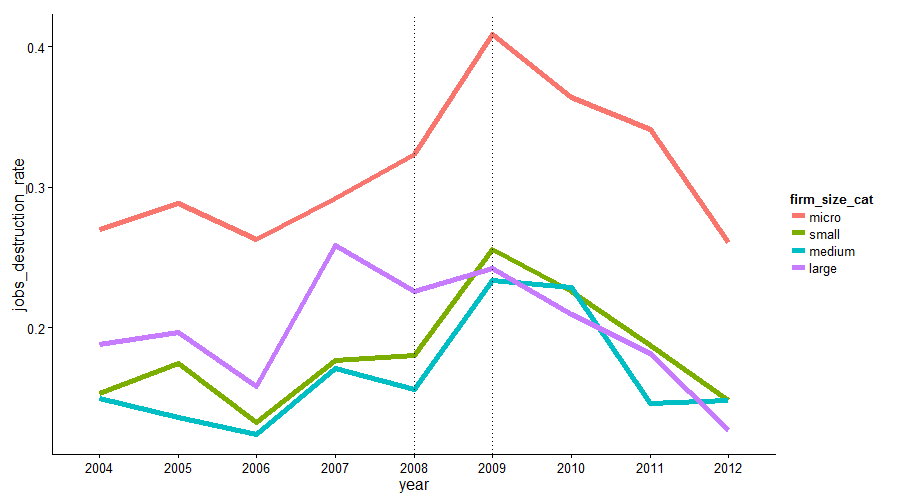 0.4
0.3
0.2
jobs_destruction_rate
2004 2005 2006 2007 2008 2009 2010 2011 2012
year
firm_size_cat
micro
small
medium
large